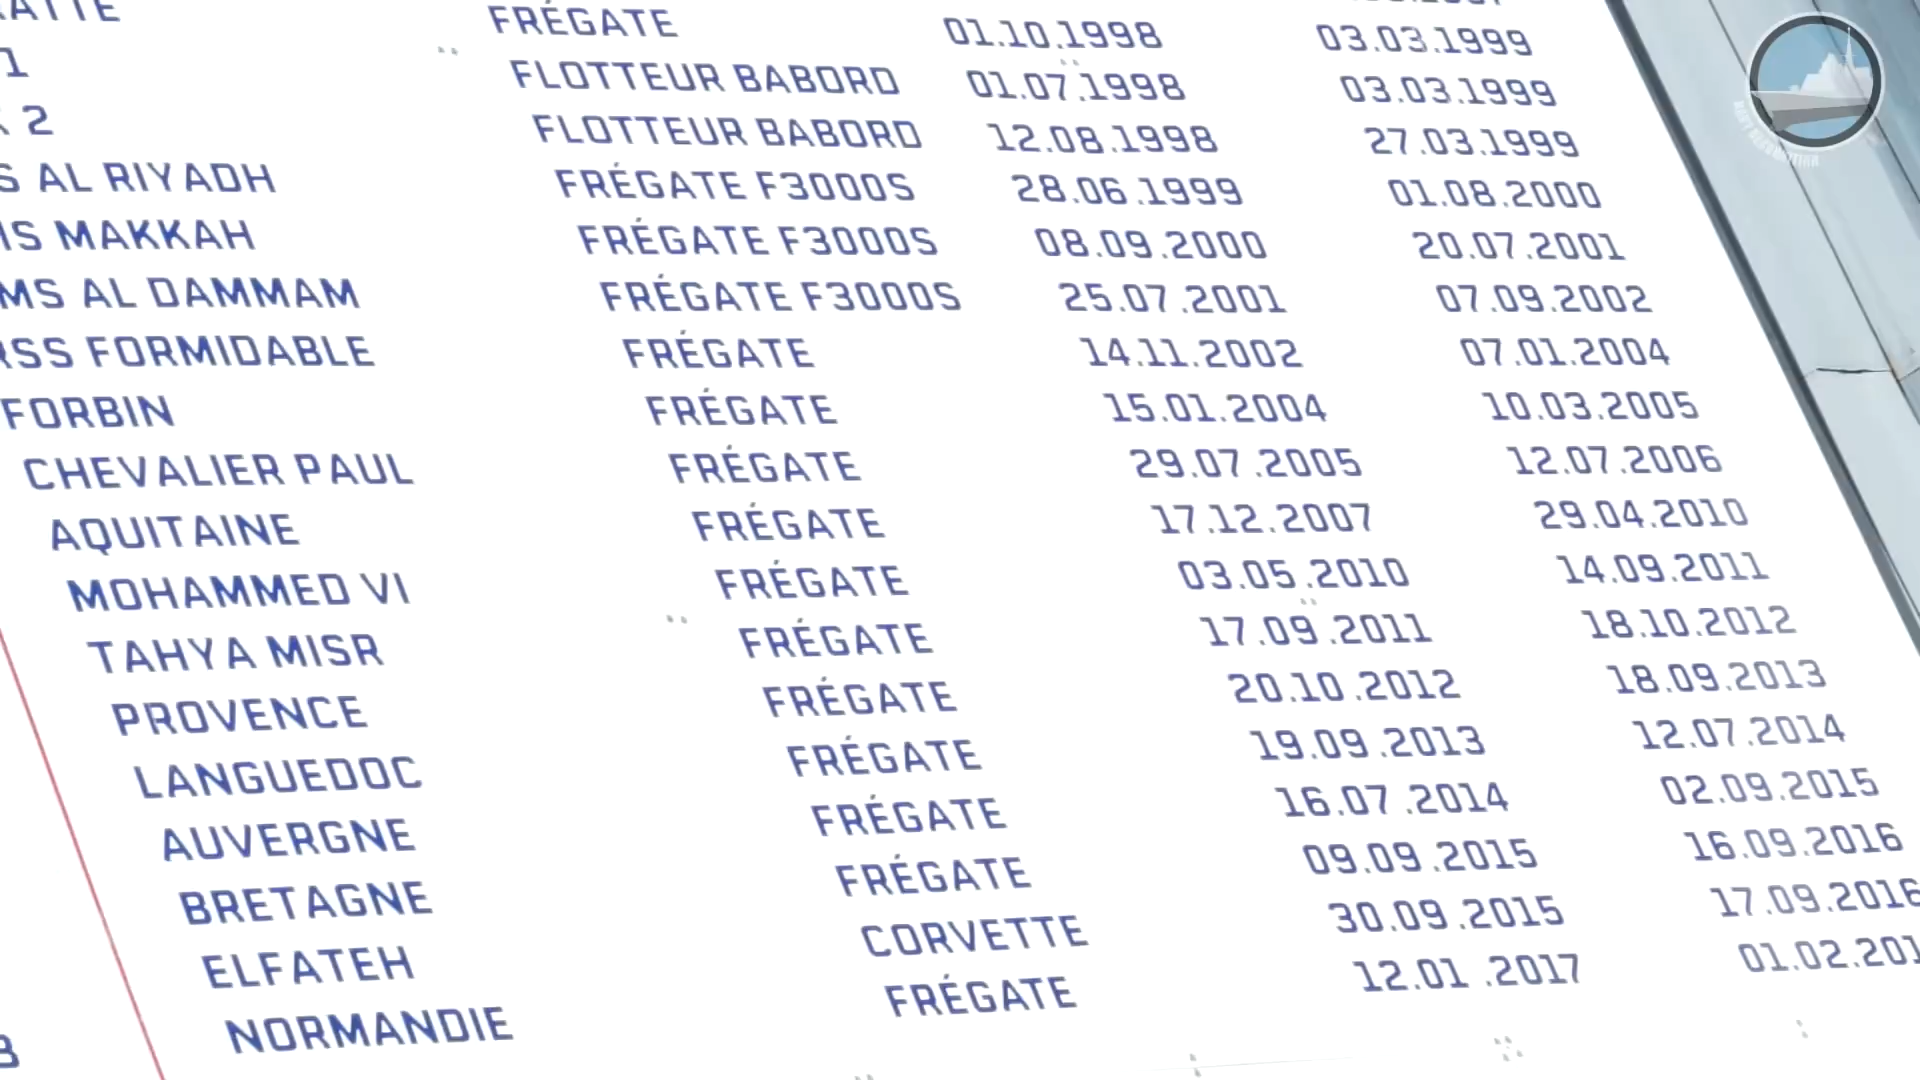 FRÉGATE 01.10.1998 03.03.1999
1 FLOTTEUR BABORD 01.07.1998 03.03.1999
2 FLOTTEUR BABORD 12.08.1998 27.03.1999
S AL RIYADH FRÉGATE F3000S 28.06.1999 01.08.2000
MS MAKKAH FRÉGATE F3000S 08.09.2000 20.07.2001
MS AL DAMMAM FRÉGATE F3000S 25.07.2001 07.09.2002
RSS FORMIDABLE FRÉGATE 14.11.2002 07.01.2004
FORBIN FRÉGATE 15.01.2004 10.03.2005
CHEVALIER PAUL FRÉGATE 29.07.2005 12.07.2006
AQUITAINE FRÉGATE 17.12.2007 29.04.2010
MOHAMMED VI FRÉGATE 03.05.2010 14.09.2011
TAHYA MISR FRÉGATE 17.09.2011 18.10.2012
PROVENCE FRÉGATE 20.10.2012 18.09.2013
LANGUEDOC FRÉGATE 19.09.2013 12.07.2014
AUVERGNE FRÉGATE 16.07.2014 02.09.2015
BRETAGNE FRÉGATE 09.09.2015 16.09.2016
ELFATEH CORVETTE 30.09.2015 17.09.2016
NORMANDIE FRÉGATE 12.01.2017 01.02.201